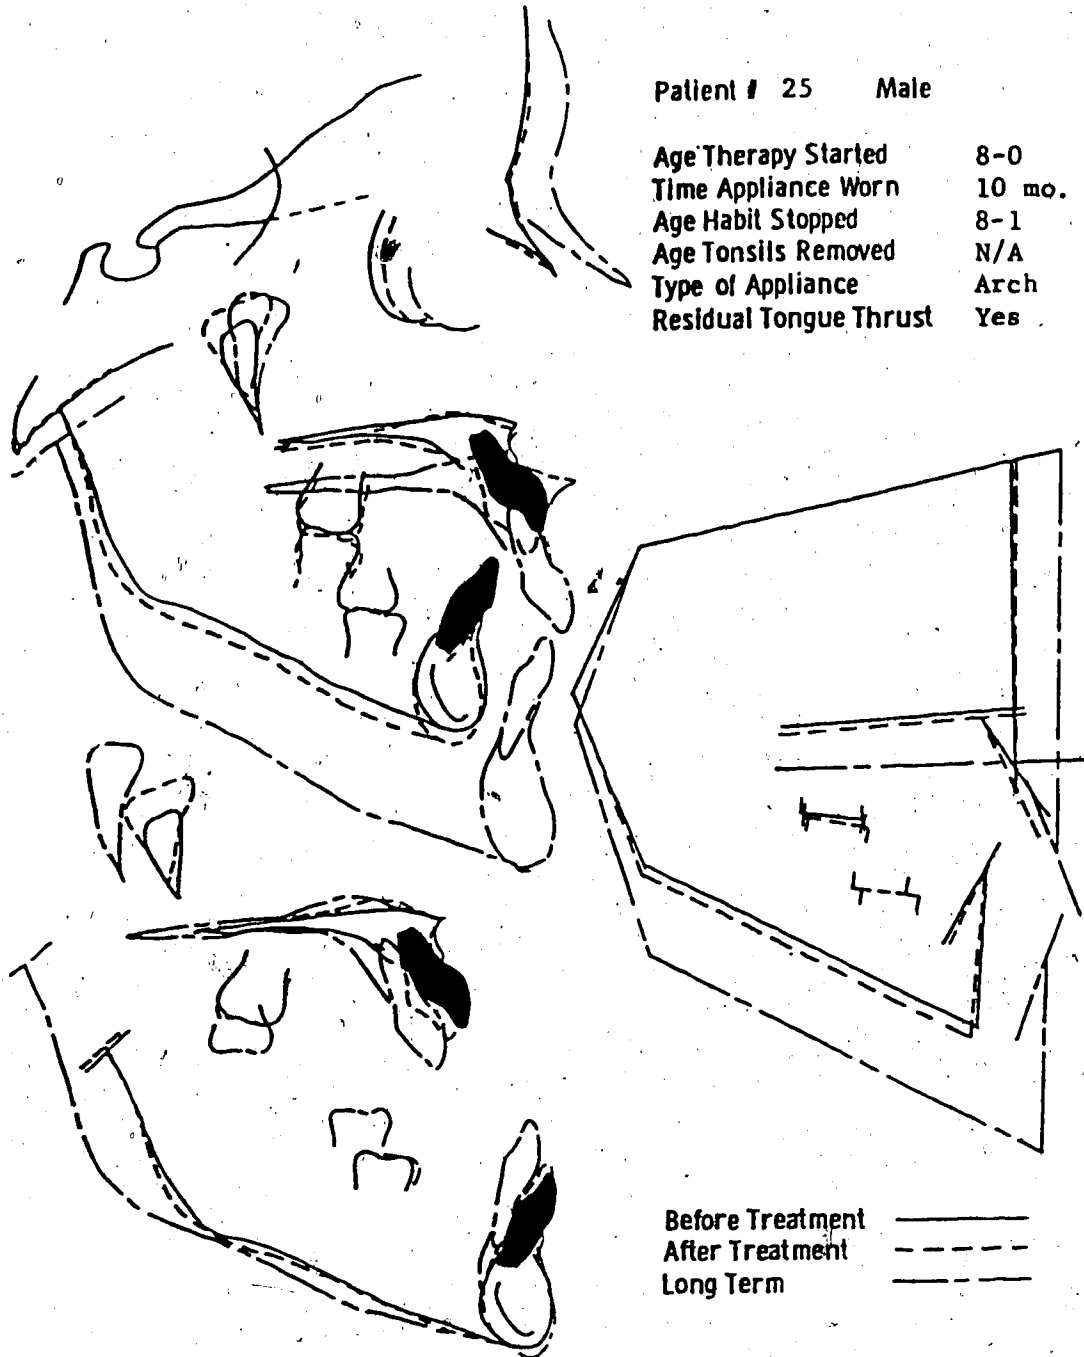 Patient # 25 Male
Age Therapy Started 8-0
Time Appliance Worn 10 mo.
Age Habit Stopped 8-1
Age Tonsils Removed N/A
Type of Appliance Arch
Residual Tongue Thrust Yes
Before Treatment
After Treatment
Long Term